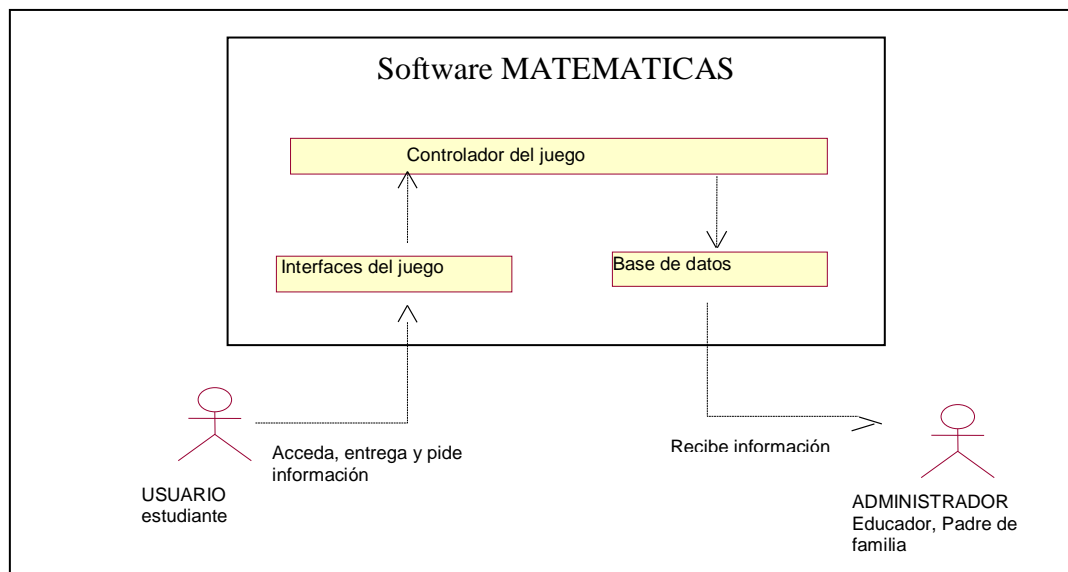 Software MATEMATICAS
Controlador del juego
Interfaces del juego
Base de datos
Acceda, entrega y pide
información
Recibe información
USUARIO
estudiante
ADMINISTRADOR
Educador, Padre de
familia